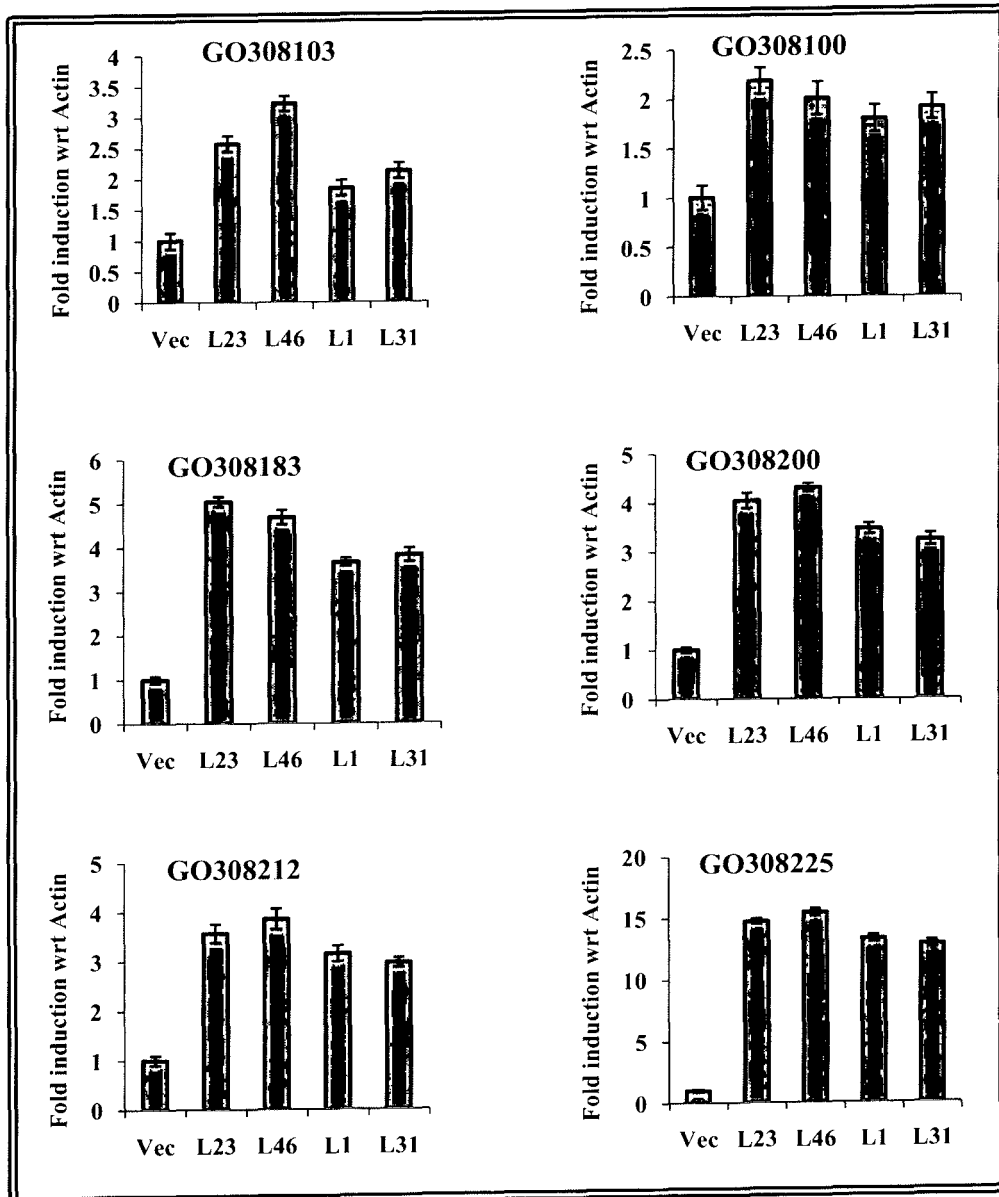 GO308103
Fold induction wrt Actin
4
3.5
3
2.5
2
1.5
1
0.5
0
Vec L23 L46 L1 L31
GO308100
Fold induction wrt Actin
2.5
2
1.5
1
0.5
0
Vec L23 L46 L1 L31
GO308183
Fold induction wrt Actin
6
5
4
3
2
1
0
Vec L23 L46 L1 L31
GO308200
Fold induction wrt Actin
5
4
3
2
1
0
Vec L23 L46 L1 L31
GO308212
Fold induction wrt Actin
5
4
3
2
1
0
Vec L23 L46 L1 L31
GO308225
Fold induction wrt Actin
20
15
10
5
0
Vec L23 L46 L1 L31